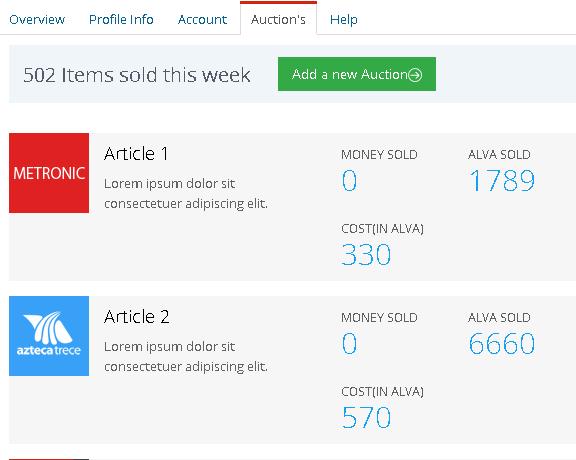 Overview Profile Info Account Auction's Help
502 Items sold this week
Add a new Auction
METRONIC
Article 1
Lorem ipsum dolor sit
consectetuer adipiscing elit.
MONEY SOLD ALVA SOLD
0 1789
COST(IN ALVA)
330
azteca trece
Article 2
Lorem ipsum dolor sit
consectetuer adipiscing elit.
MONEY SOLD ALVA SOLD
0 6660
COST(IN ALVA)
570